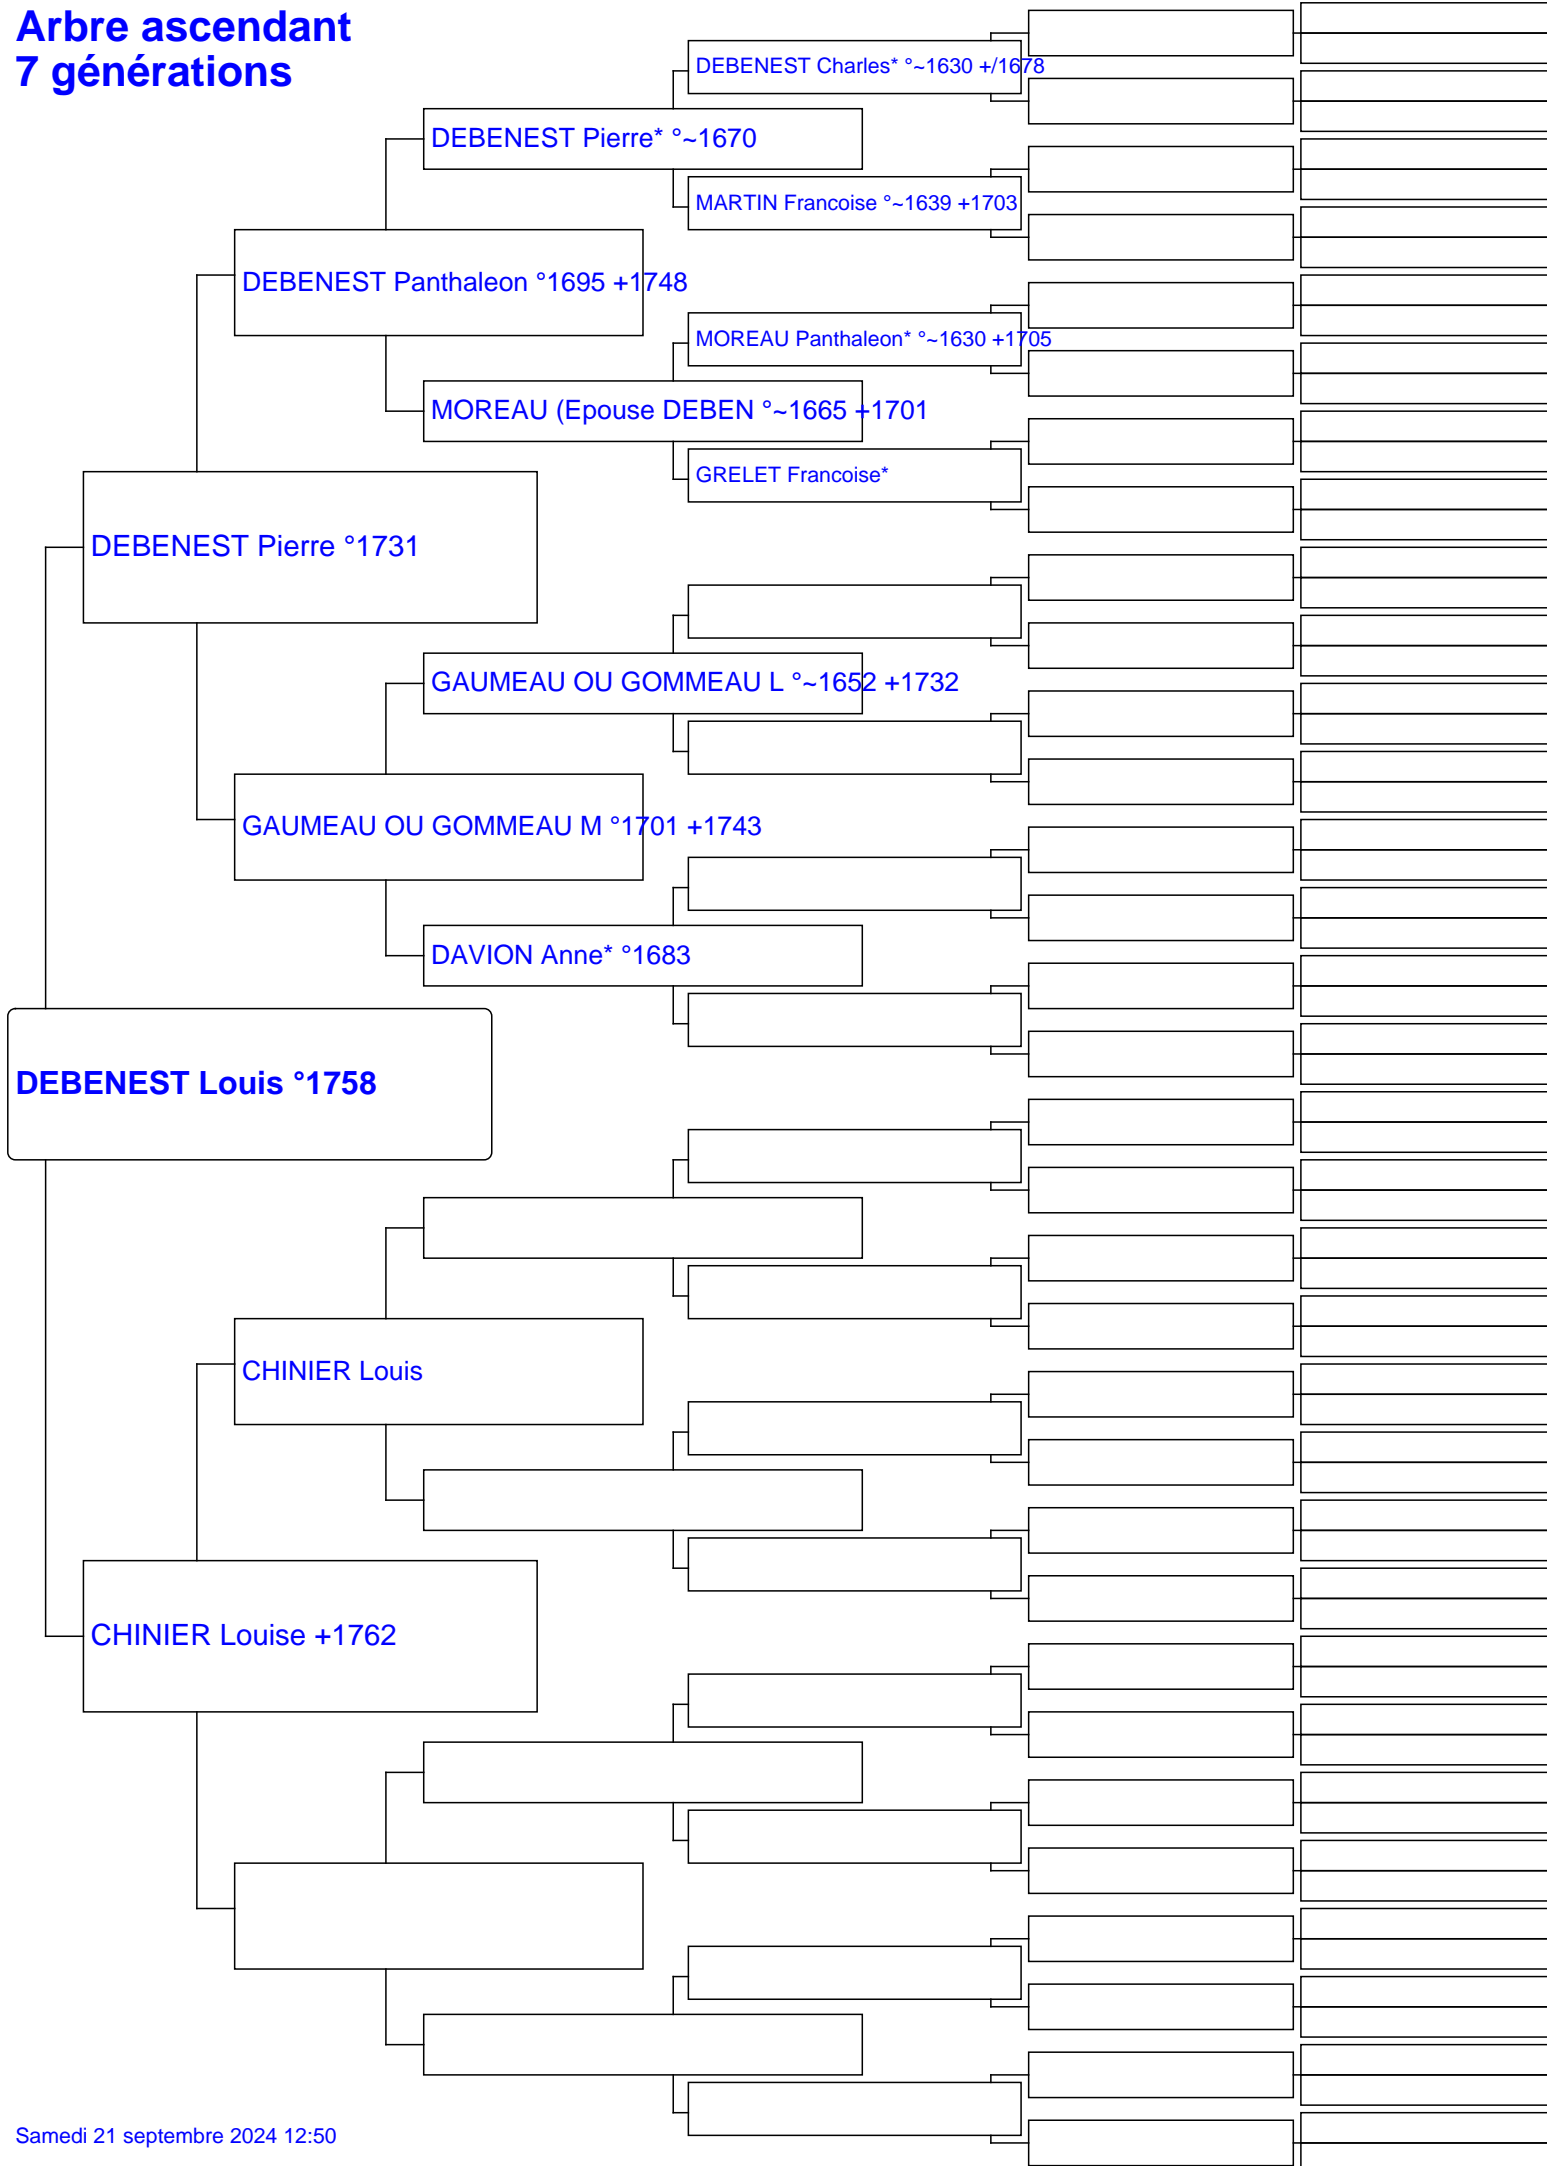 Arbre ascendant
7 générations
DEBENEST Charles* °~1630 +/1678
DEBENEST Pierre* °~1670
MARTIN Francoise °~1639 +1703
DEBENEST Panthaleon °1695 +1748
MOREAU Panthaleon* °~1630 +1705
MOREAU (Epouse DEBEN °~1665 +1701
GRELET Francoise*
DEBENEST Pierre °1731
GAUMEAU OU GOMMEAU L °~1652 +1732
GAUMEAU OU GOMMEAU M °1701 +1743
DAVION Anne* °1683
DEBENEST Louis °1758
CHINIER Louis
CHINIER Louise +1762
Samedi 21 septembre 2024 12:50